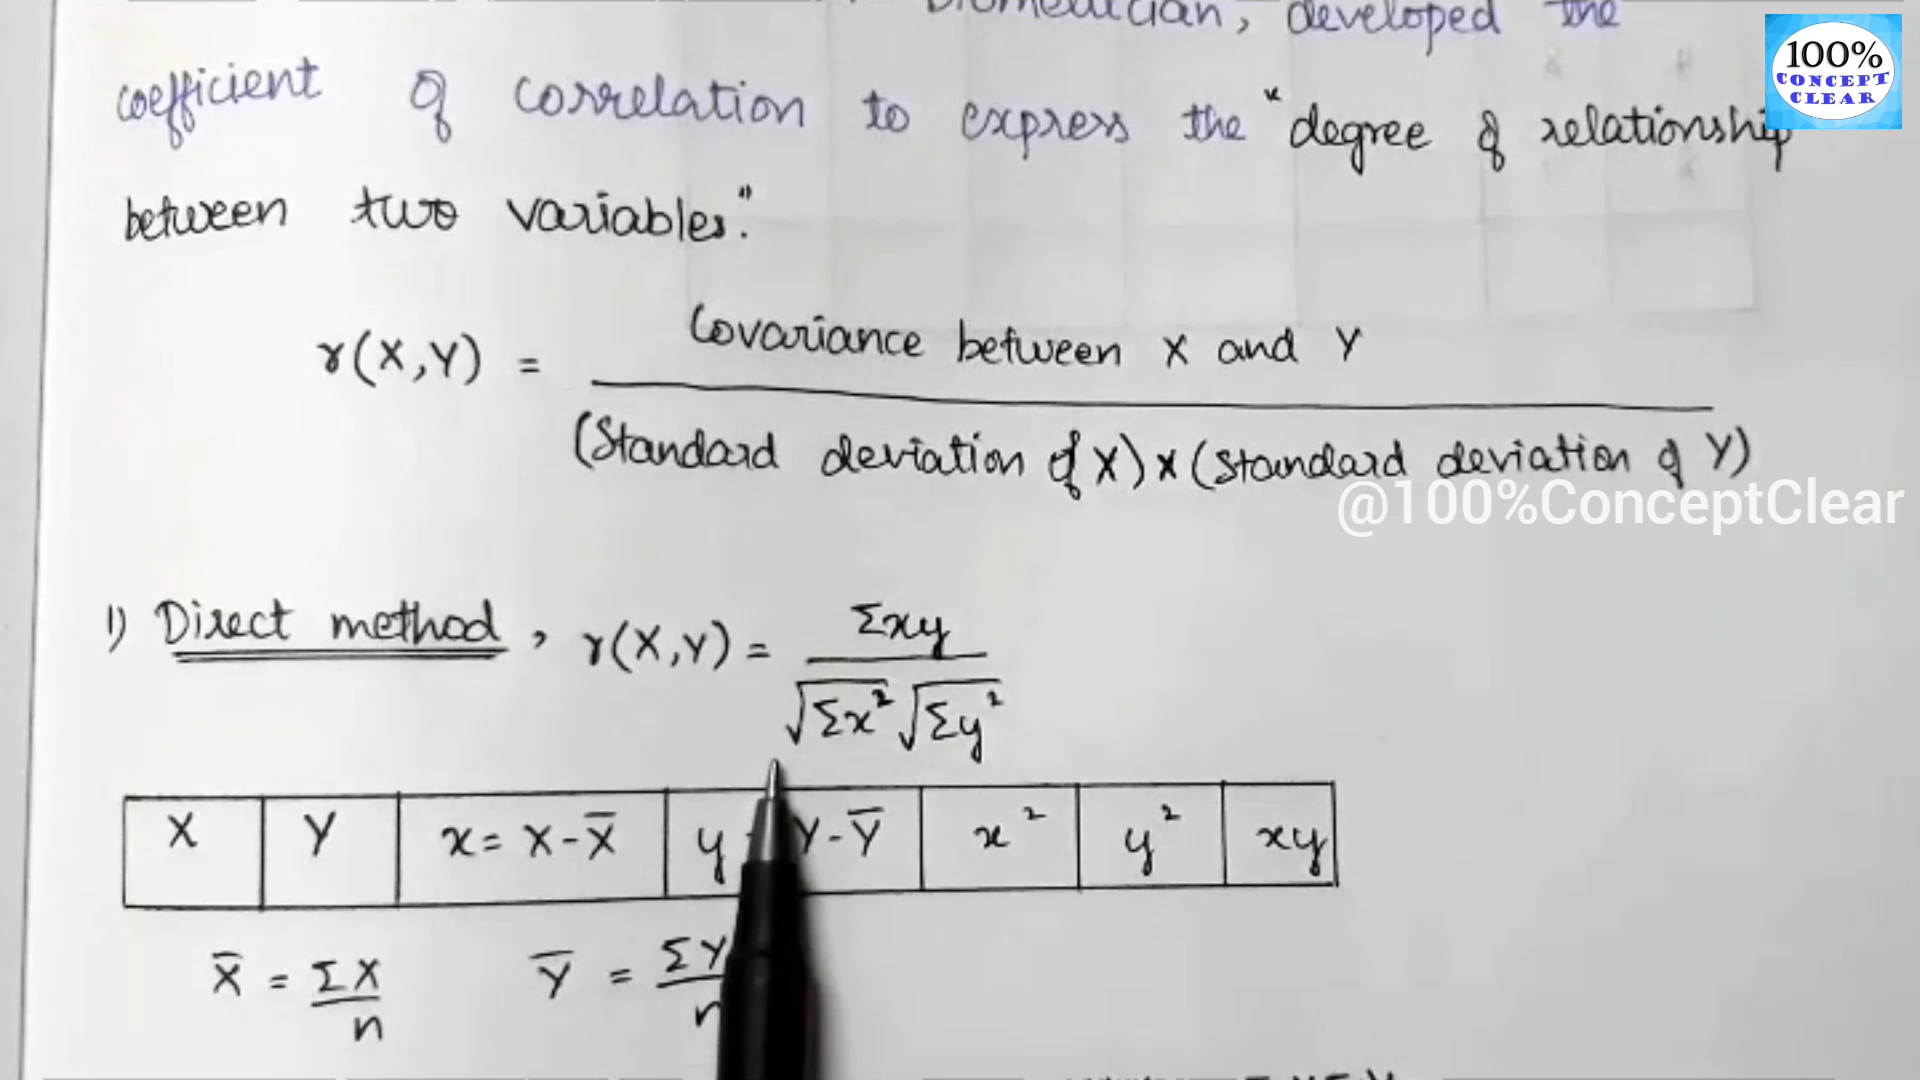 Biomedician, developed the
100%
CONCEPT
CLEAR
coefficient of correlation to express the "degree of relationship
between two variables."
r(X,Y) = Covariance between X and Y
(Standard deviation of X) x (Standard deviation of Y)
@100%ConceptClear
1) Direct method, r(X,Y) = Σxy
√Σx² √Σy²
X Y x = X - X̅ y Y - Y̅ x² y² xy
X̅ = ΣX Y̅ = ΣY
n n